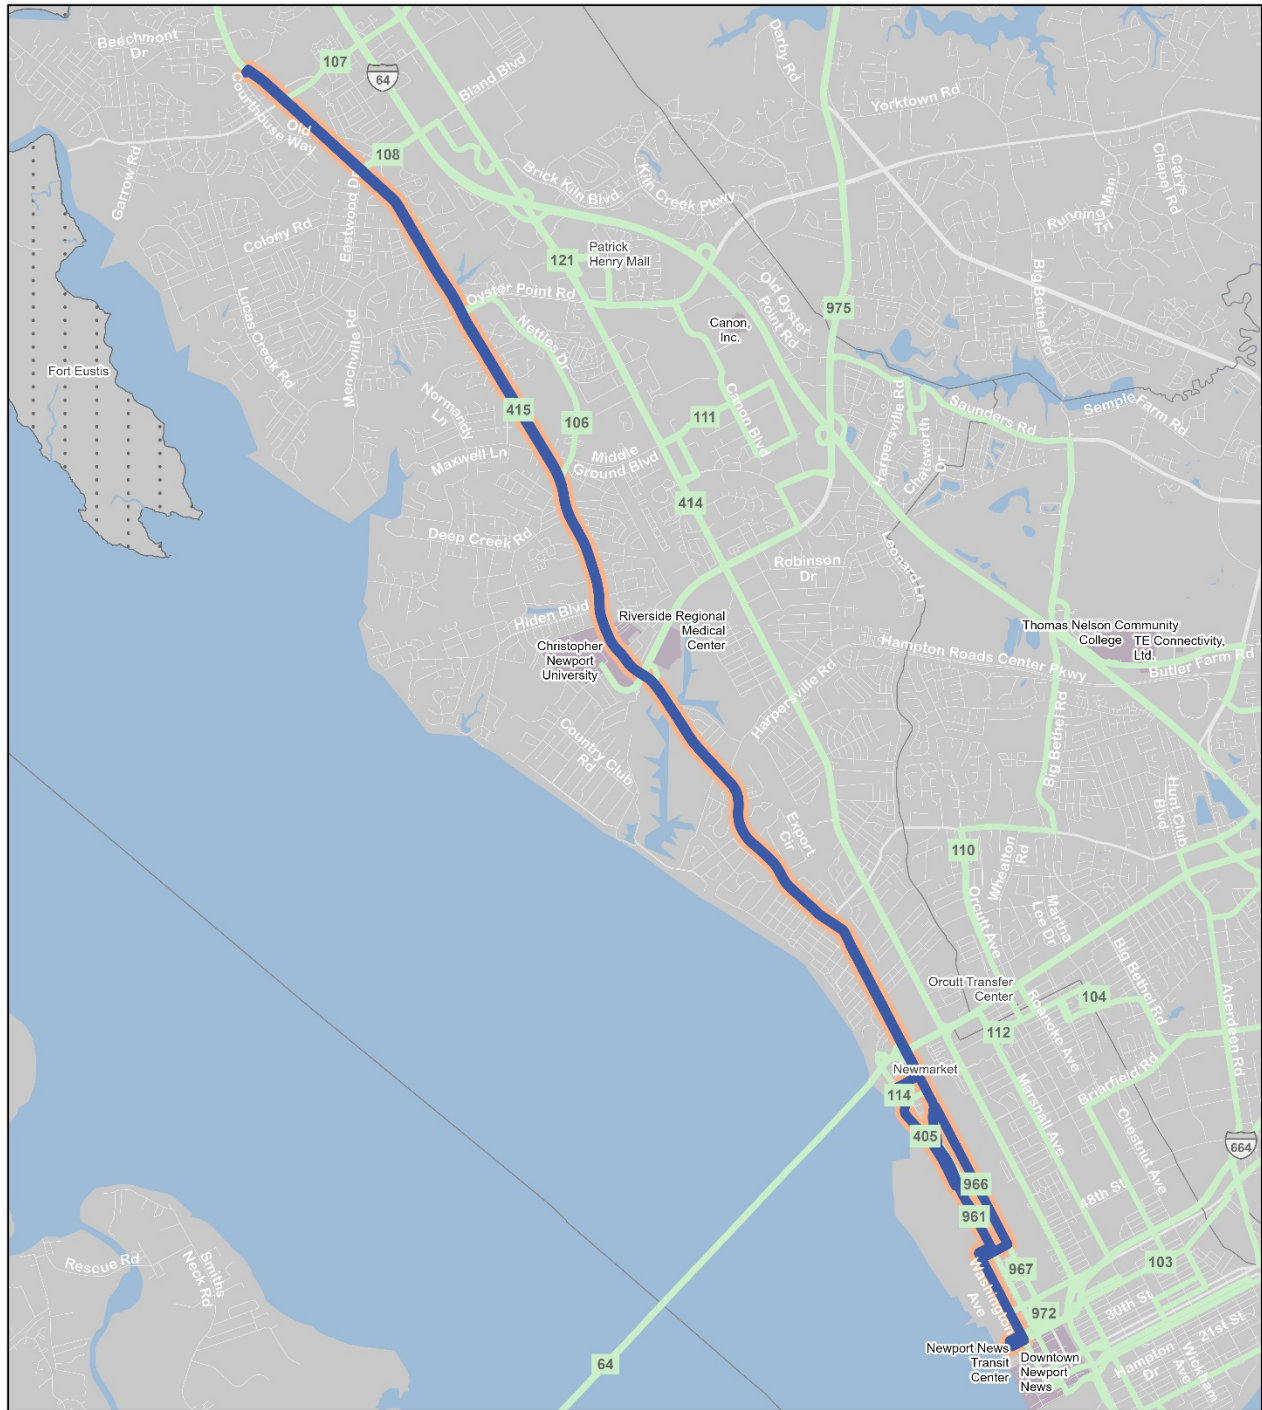 Beechmont
Dr
107
64
Bland Blvd
Darby Rd
Yorktown Rd
Courthouse Way
Old
108
Garrow Rd
Eastwood Dr
Colony Rd
Brick Kiln Blvd
Kiln Creek Pkwy
Carys
Chapel Rd
Running Man
Trl
121
Patrick
Henry Mall
Oyster Point Rd
Old Oyster
Point Rd
975
Big Bethel Rd
Lucas Creek Rd
Menchville Rd
Nettles Dr
Canon,
Inc.
Fort Eustis
Normandy
Ln
415
106
111
Canon Blvd
Harpersville Rd
Chatsworth
Dr
Saunders Rd
Semple Farm Rd
Maxwell Ln
Middle
Ground Blvd
414
Deep Creek Rd
Robinson
Dr
Leonard Ln
Hiden Blvd
Riverside Regional
Medical
Center
Christopher
Newport
University
Thomas Nelson Community
College
TE Connectivity,
Ltd.
Hampton Roads Center Pkwy
Butler Farm Rd
Harpersville Rd
Country Club
Rd
Big Bethel Rd
Export
Cir
Hunt Club
Blvd
110
Whealton
Rd
Orcutt Ave
Martha
Lee Dr
Big Bethel Rd
Orcutt Transfer
Center
104
Roanoke Ave
112
Aberdeen Rd
Newmarket
114
Marshall Ave
Briarfield Rd
Chestnut Ave
405
664
966
48th St
961
Rescue Rd
Smiths
Neck Rd
Washington
Ave
967
103
972
30th St
21st St
Newport News
Transit
Center
Downtown
Newport
News
Hampton
Dr
Wickham
Ave
64